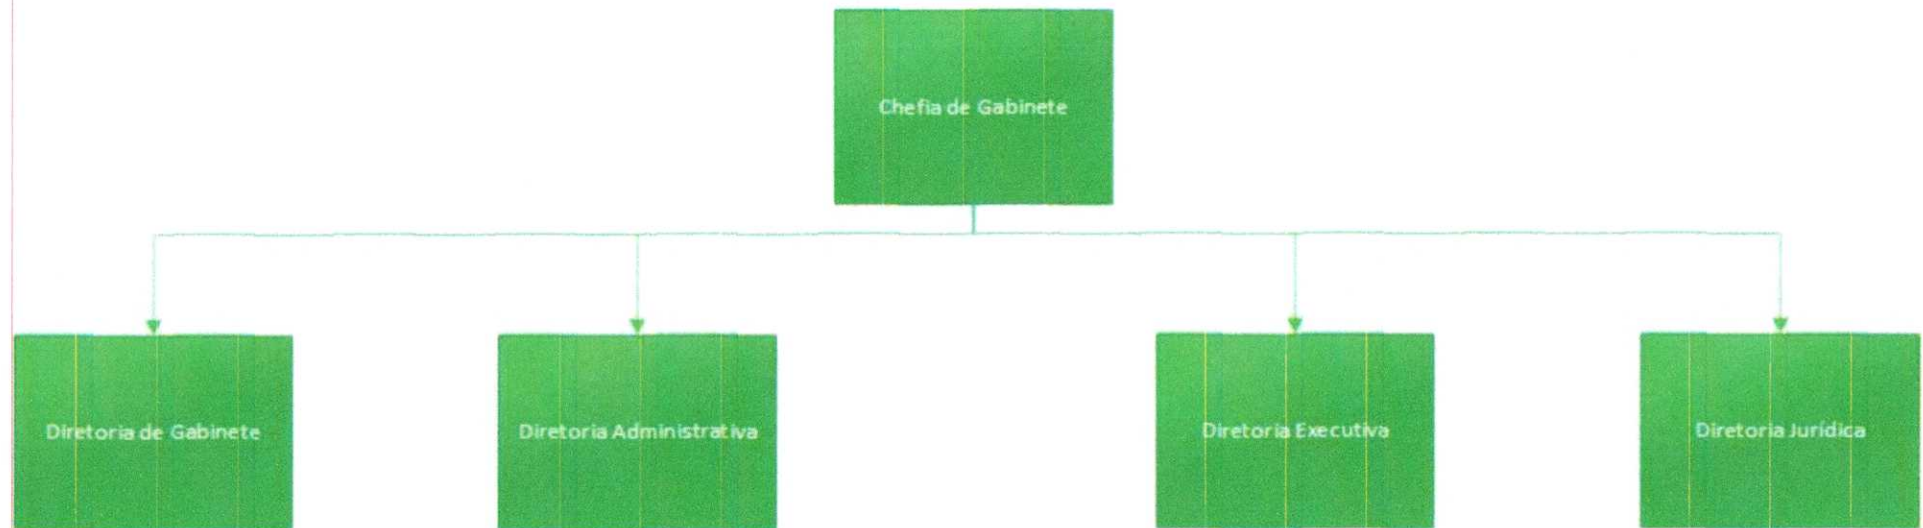 Chefia de Gabinete
Diretoria de Gabinete
Diretoria Administrativa
Diretoria Executiva
Diretoria Jurídica